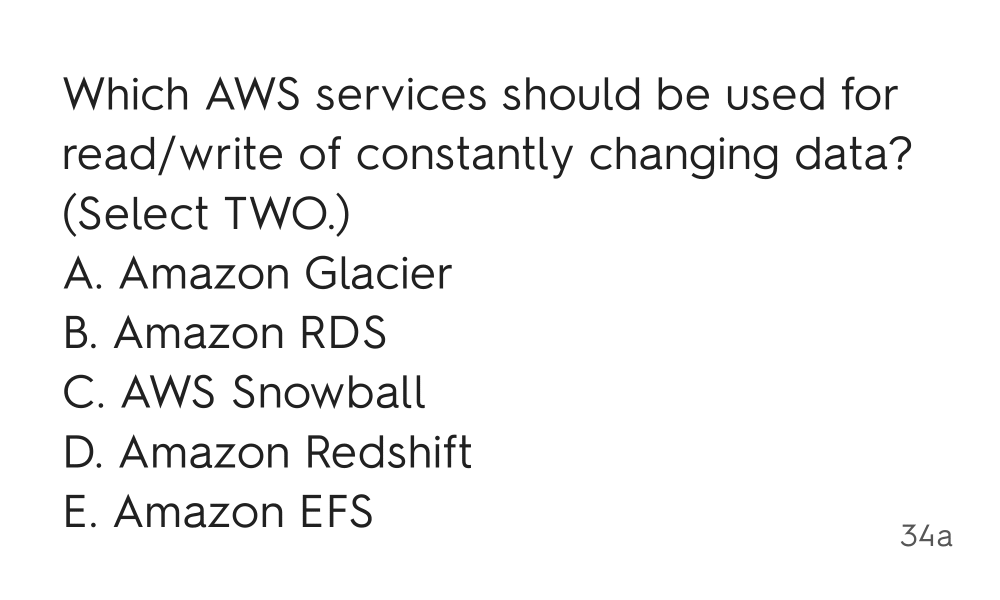 Which AWS services should be used for
read/write of constantly changing data?
(Select TWO.)
A. Amazon Glacier
B. Amazon RDS
C. AWS Snowball
D. Amazon Redshift
E. Amazon EFS
34a